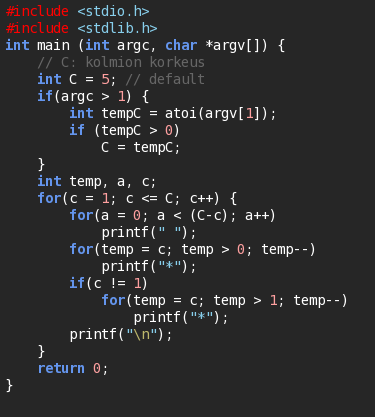 #include <stdio.h>
#include <stdlib.h>
int main (int argc, char *argv[]) {
    // C: kolmion korkeus
    int C = 5; // default
    if(argc > 1) {
        int tempC = atoi(argv[1]);
        if (tempC > 0)
            C = tempC;
    }
    int temp, a, c;
    for(c = 1; c <= C; c++) {
        for(a = 0; a < (C-c); a++)
            printf(" ");
        for(temp = c; temp > 0; temp--)
            printf("*");
        if(c != 1)
            for(temp = c; temp > 1; temp--)
                printf("*");
        printf("\n");
    }
    return 0;
}